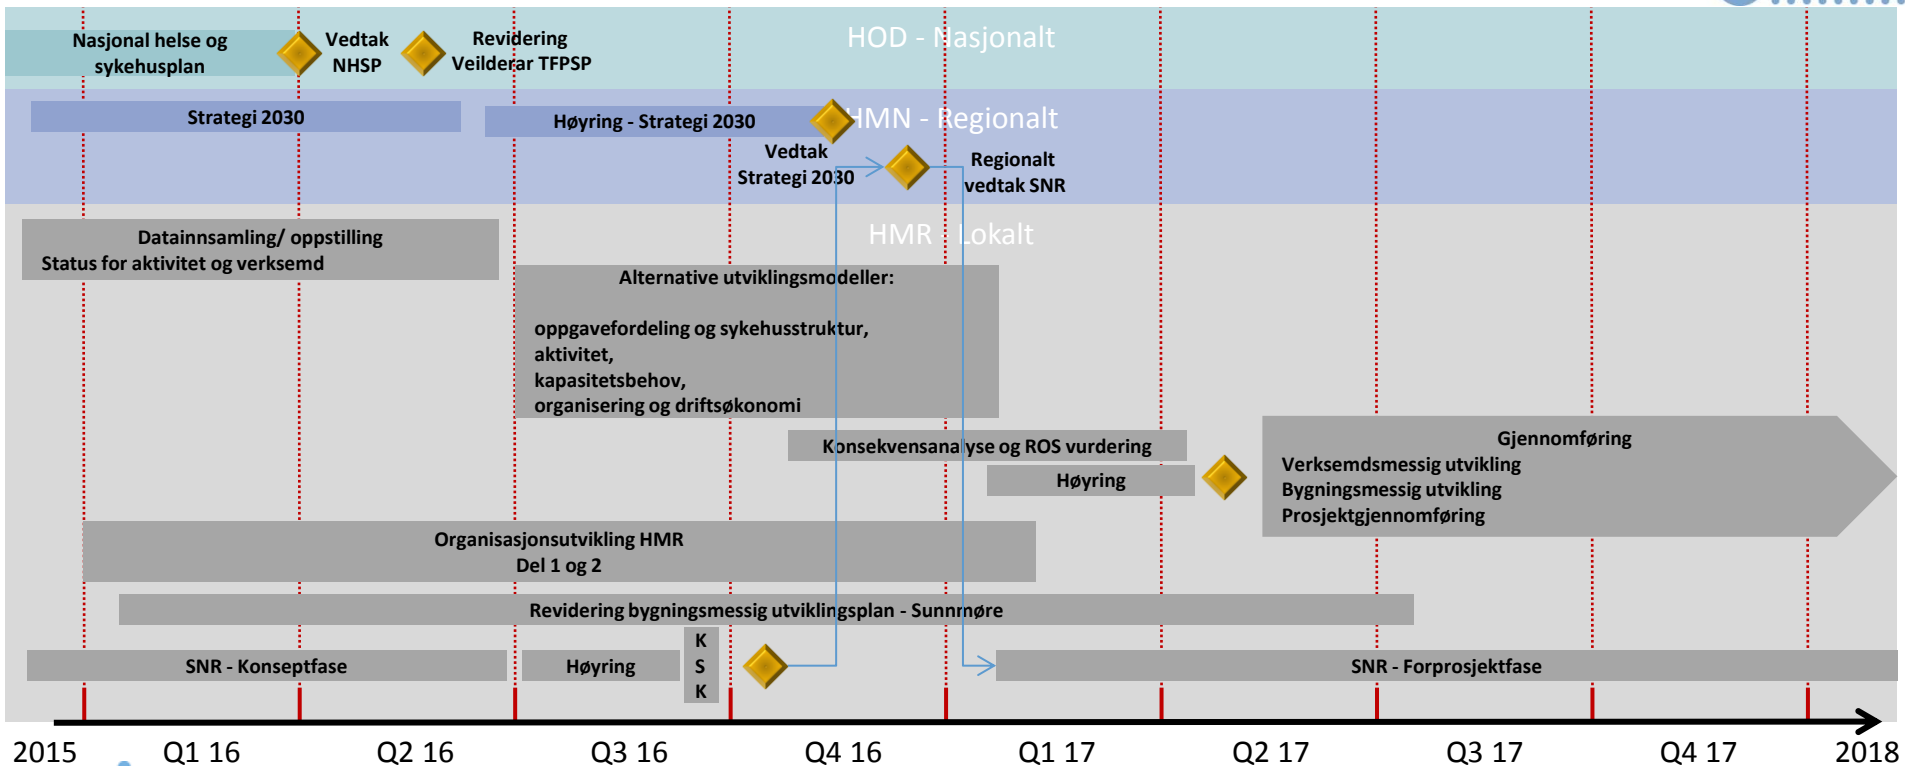 HOD - Nasjonalt
Nasjonal helse og
sykehusplan
Vedtak
NHSP
Revidering
Veilderar TFPSP
HMN - Regionalt
Strategi 2030
Høyring - Strategi 2030
Vedtak
Strategi 2030
Regionalt
vedtak SNR
HMR - Lokalt
Datainnsamling/ oppstilling
Status for aktivitet og verksemd
Alternative utviklingsmodeller:
oppgavefordeling og sykehusstruktur,
aktivitet,
kapasitetsbehov,
organisering og driftsøkonomi
Konsekvensanalyse og ROS vurdering
Høyring
Gjennomføring
Verksemdsmessig utvikling
Bygningsmessig utvikling
Prosjektgjennomføring
Organisasjonsutvikling HMR
Del 1 og 2
Revidering bygningsmessig utviklingsplan - Sunnmøre
SNR - Konseptfase
Høyring
K
S
K
SNR - Forprosjektfase
2015
Q1 16
Q2 16
Q3 16
Q4 16
Q1 17
Q2 17
Q3 17
Q4 17
2018